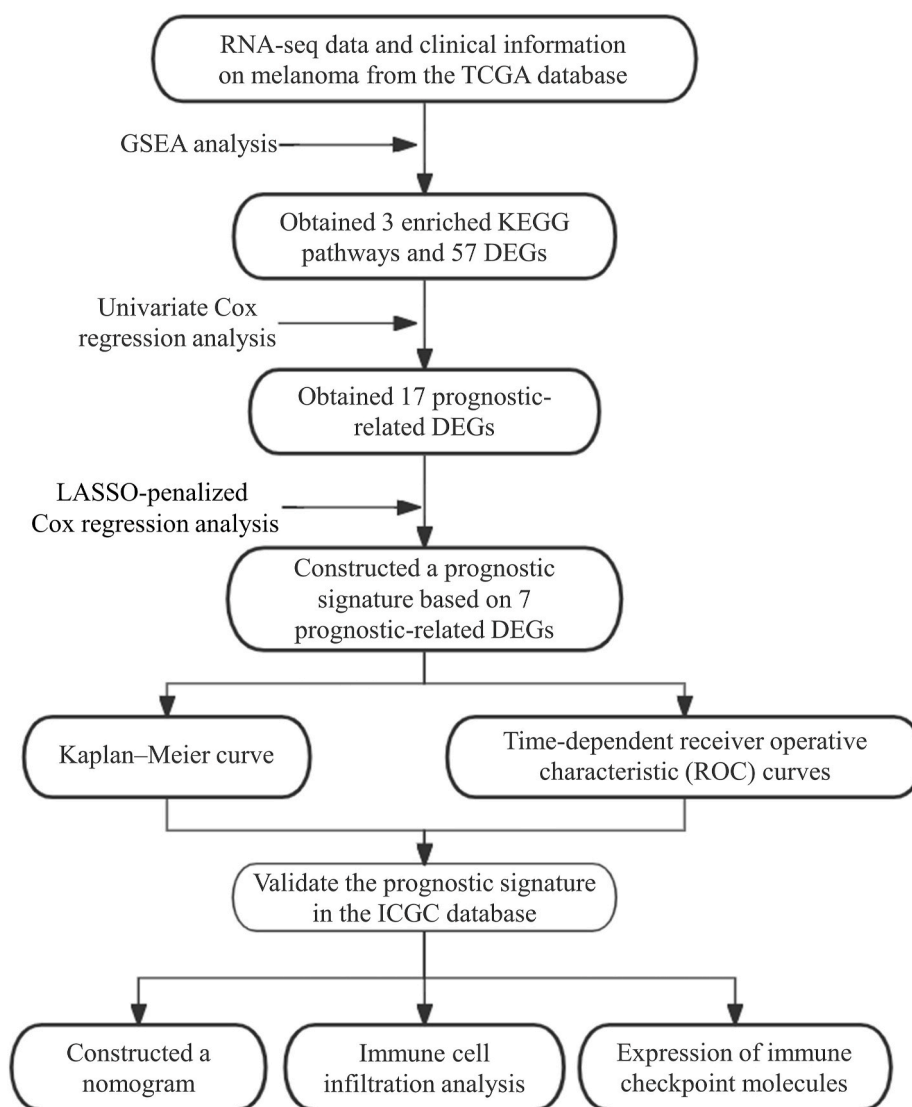 RNA-seq data and clinical information
on melanoma from the TCGA database
GSEA analysis
Obtained 3 enriched KEGG
pathways and 57 DEGs
Univariate Cox
regression analysis
Obtained 17 prognostic-
related DEGs
LASSO-penalized
Cox regression analysis
Constructed a prognostic
signature based on 7
prognostic-related DEGs
Kaplan–Meier curve
Time-dependent receiver operative
characteristic (ROC) curves
Validate the prognostic signature
in the ICGC database
Constructed a
nomogram
Immune cell
infiltration analysis
Expression of immune
checkpoint molecules